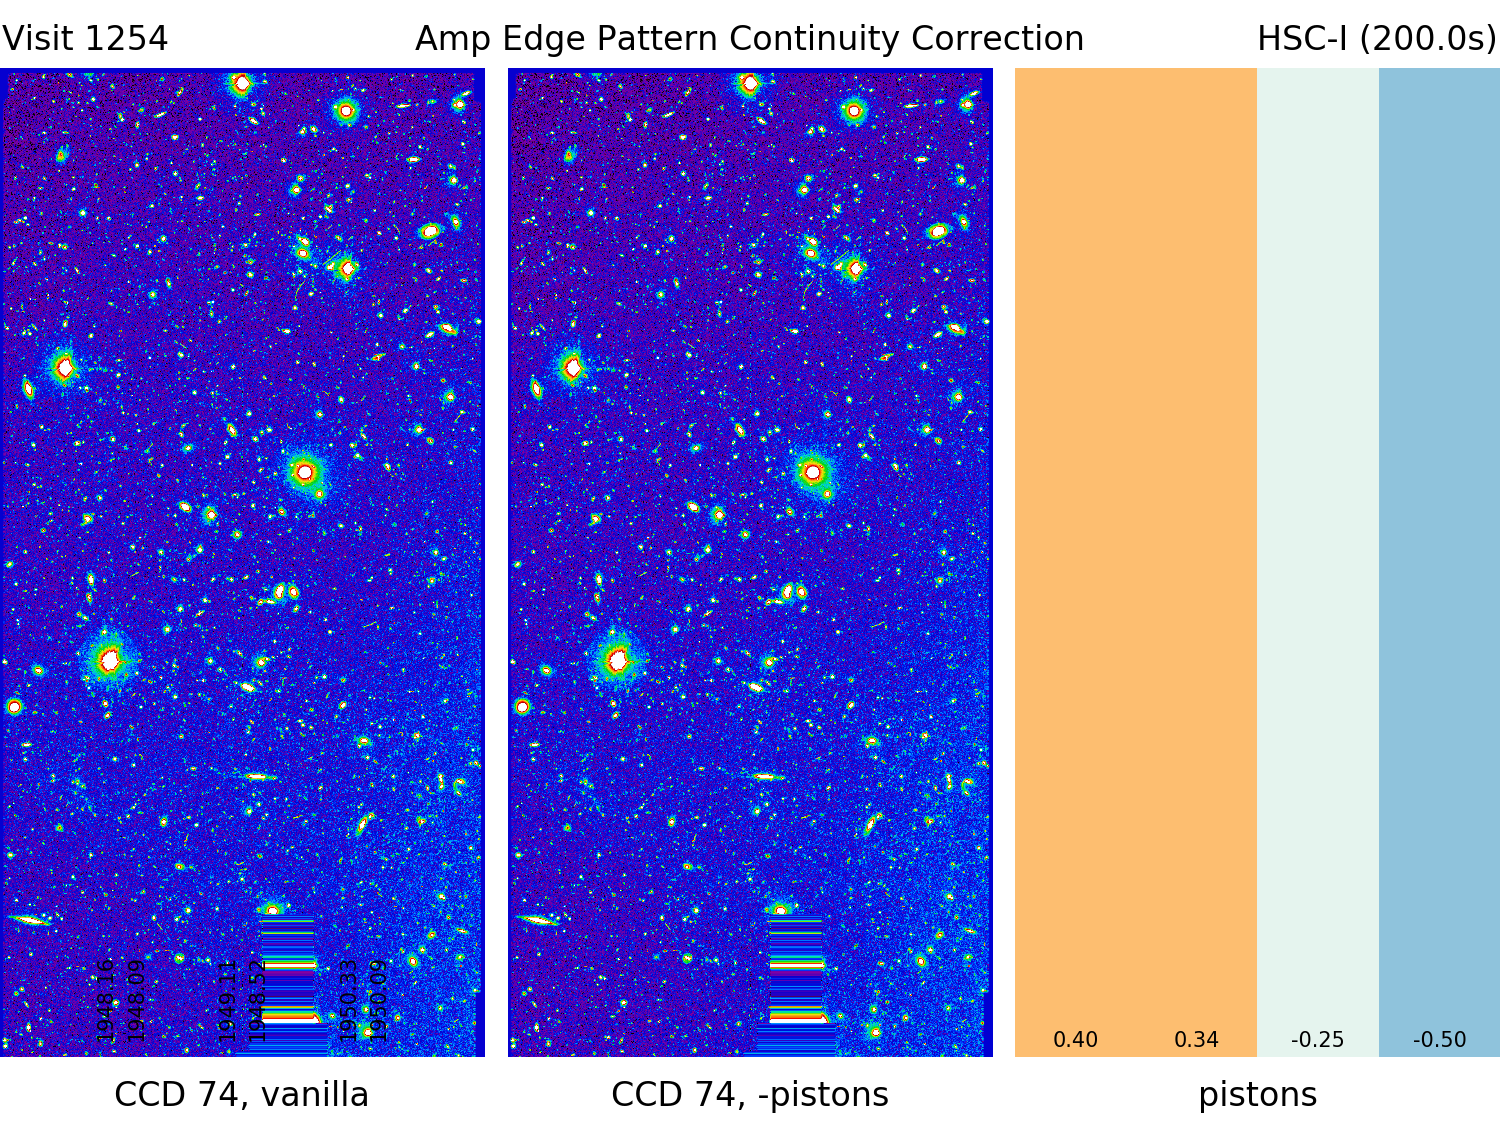 Visit 1254 Amp Edge Pattern Continuity Correction HSC-I (200.0s)
1948.16
1948.09
1949.11
1948.52
1950.33
1950.09
0.40 0.34 -0.25 -0.50
CCD 74, vanilla CCD 74, -pistons pistons